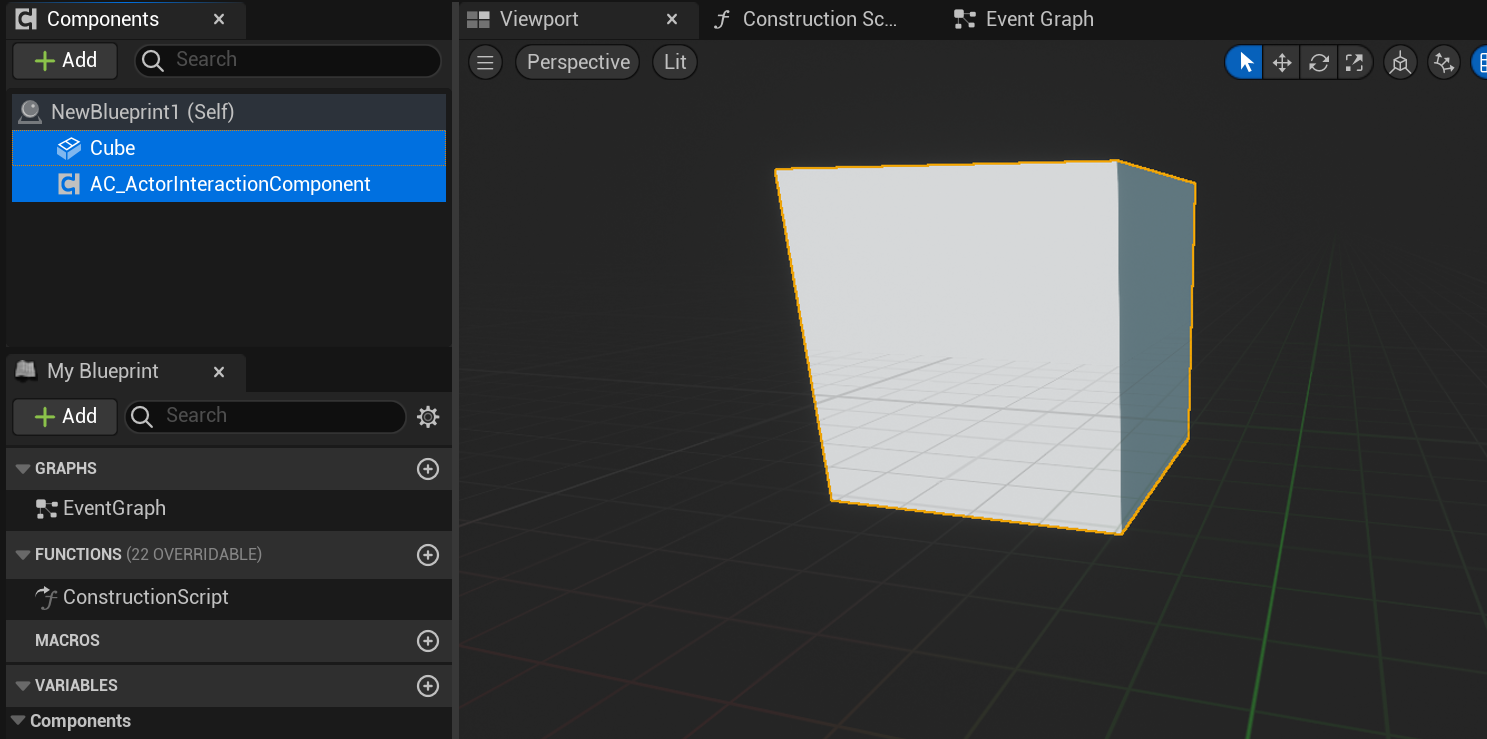 Components
Add
Search
NewBlueprint1 (Self)
Cube
AC_ActorInteractionComponent
My Blueprint
Add
Search
GRAPHS
EventGraph
FUNCTIONS (22 OVERRIDABLE)
ConstructionScript
MACROS
VARIABLES
Components
Viewport
Construction Sc...
Event Graph
Perspective
Lit